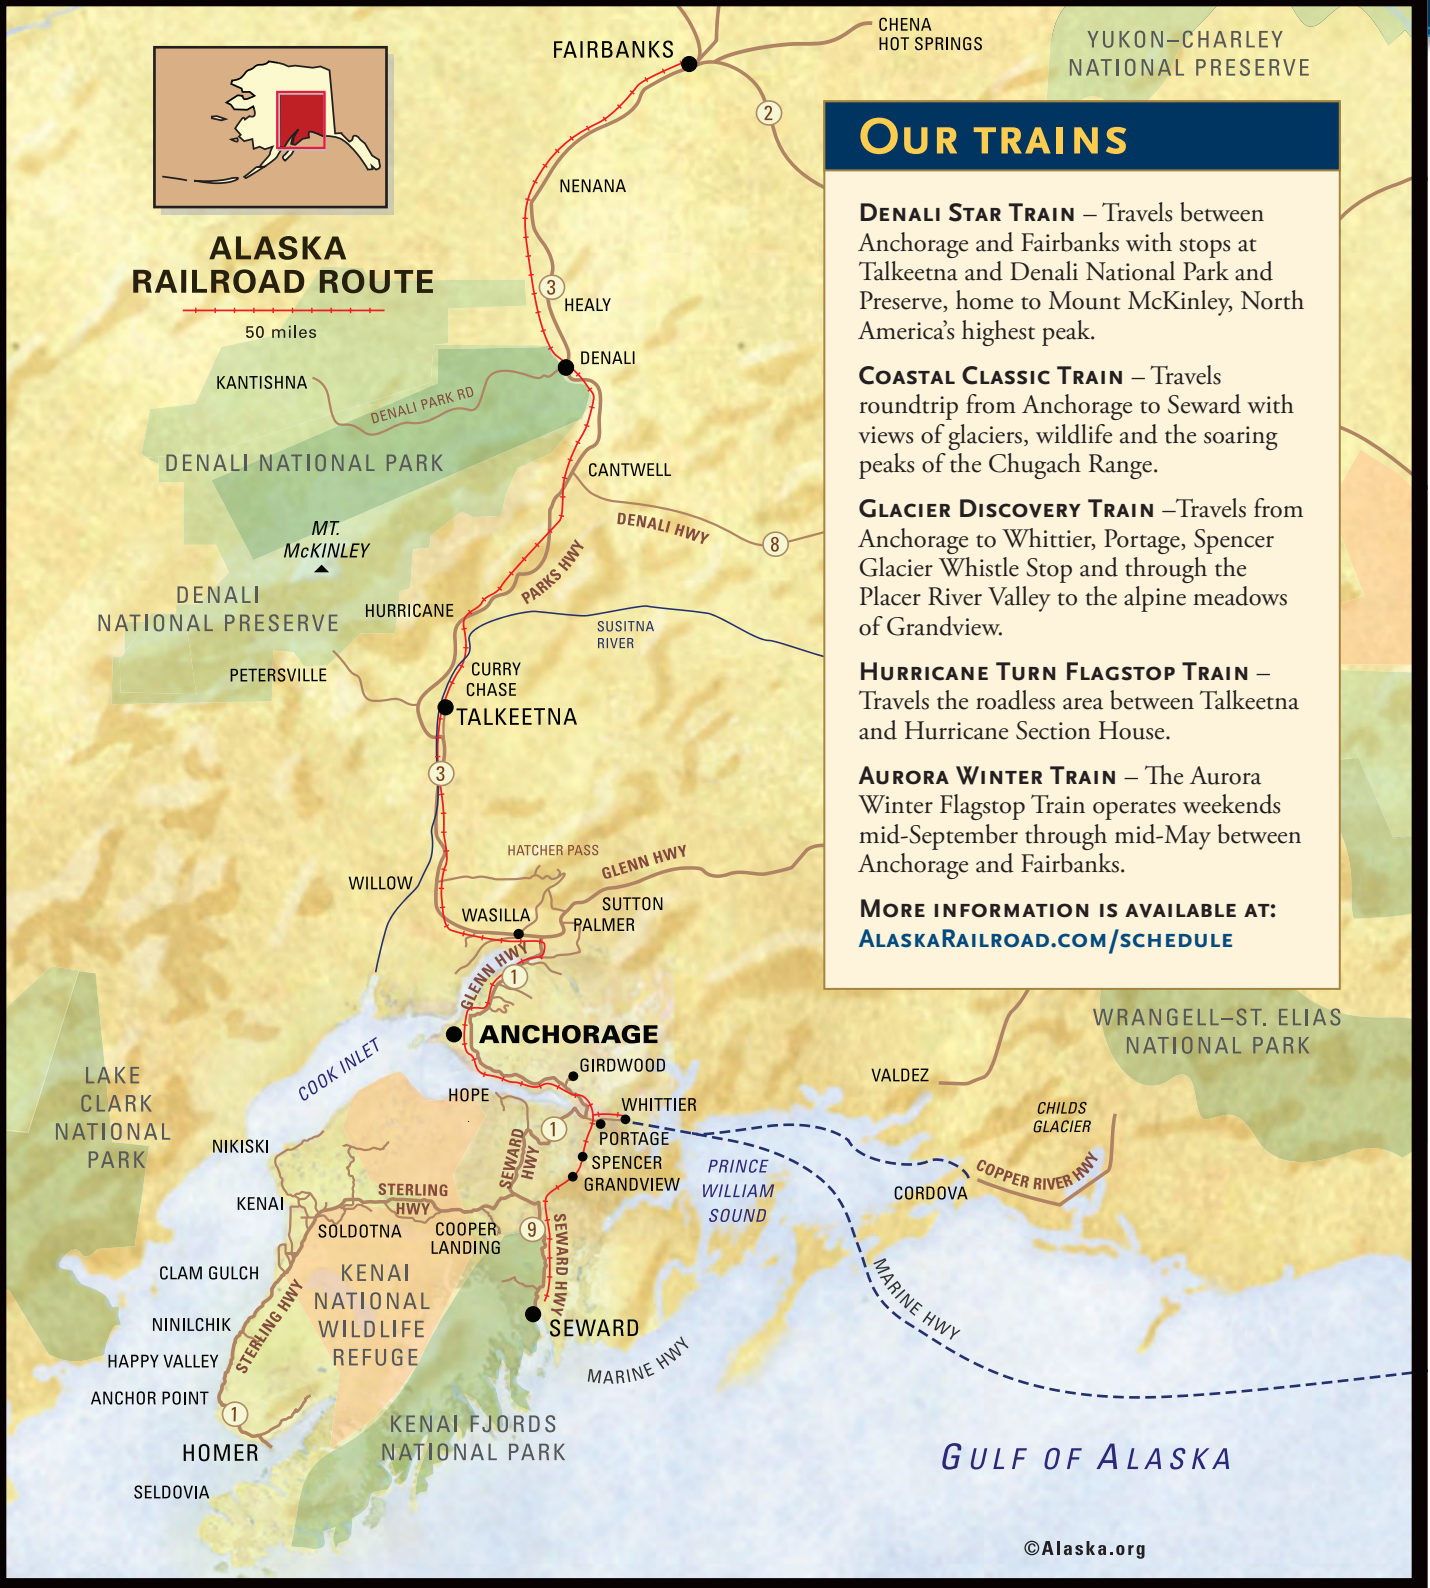 FAIRBANKS
CHENA
HOT SPRINGS
YUKON–CHARLEY
NATIONAL PRESERVE
2
ALASKA
RAILROAD ROUTE
50 miles
NENANA
3
HEALY
DENALI
KANTISHNA
DENALI PARK RD
DENALI NATIONAL PARK
CANTWELL
DENALI HWY
8
MT.
McKINLEY
PARKS HWY
DENALI
NATIONAL PRESERVE
HURRICANE
SUSITNA
RIVER
PETERSVILLE
CURRY
CHASE
TALKEETNA
3
HATCHER PASS
GLENN HWY
WILLOW
WASILLA
SUTTON
PALMER
GLENN HWY
1
ANCHORAGE
COOK INLET
GIRDWOOD
HOPE
WHITTIER
1
PORTAGE
SPENCER
GRANDVIEW
SEWARD
HWY
LAKE
CLARK
NATIONAL
PARK
NIKISKI
KENAI
STERLING
HWY
SOLDOTNA
COOPER
LANDING
9
SEWARD HWY
CLAM GULCH
KENAI
NATIONAL
WILDLIFE
REFUGE
STERLING HWY
NINILCHIK
HAPPY VALLEY
ANCHOR POINT
1
HOMER
SELDOVIA
SEWARD
MARINE HWY
KENAI FJORDS
NATIONAL PARK
PRINCE
WILLIAM
SOUND
VALDEZ
CORDOVA
CHILDS
GLACIER
COPPER RIVER HWY
WRANGELL–ST. ELIAS
NATIONAL PARK
MARINE HWY
GULF OF ALASKA
©Alaska.org
OUR TRAINS
DENALI STAR TRAIN – Travels between
Anchorage and Fairbanks with stops at
Talkeetna and Denali National Park and
Preserve, home to Mount McKinley, North
America’s highest peak.
COASTAL CLASSIC TRAIN – Travels
roundtrip from Anchorage to Seward with
views of glaciers, wildlife and the soaring
peaks of the Chugach Range.
GLACIER DISCOVERY TRAIN –Travels from
Anchorage to Whittier, Portage, Spencer
Glacier Whistle Stop and through the
Placer River Valley to the alpine meadows
of Grandview.
HURRICANE TURN FLAGSTOP TRAIN –
Travels the roadless area between Talkeetna
and Hurricane Section House.
AURORA WINTER TRAIN – The Aurora
Winter Flagstop Train operates weekends
mid-September through mid-May between
Anchorage and Fairbanks.
MORE INFORMATION IS AVAILABLE AT:
ALASKARAILROAD.COM/SCHEDULE